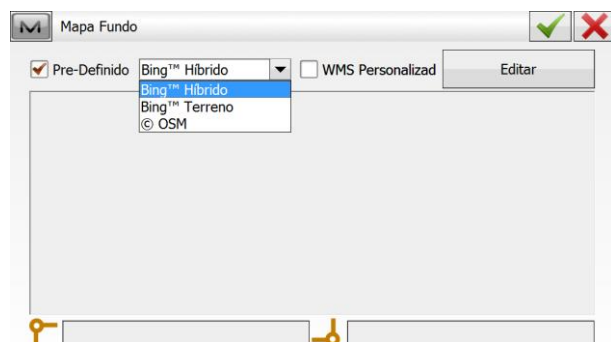 Mapa Fundo
Pre-Definido Bing™ Híbrido WMS Personalizad Editar
Bing™ Híbrido
Bing™ Terreno
© OSM